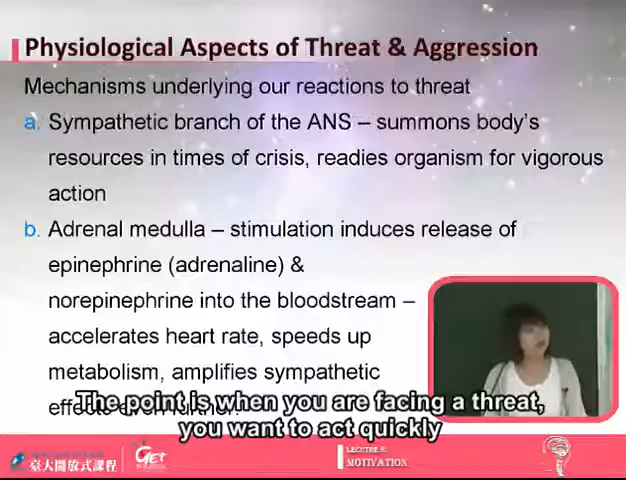 Physiological Aspects of Threat & Aggression
Mechanisms underlying our reactions to threat
a. Sympathetic branch of the ANS – summons body's
resources in times of crisis, readies organism for vigorous
action
b. Adrenal medulla – stimulation induces release of
epinephrine (adrenaline) &
norepinephrine into the bloodstream –
accelerates heart rate, speeds up
metabolism, amplifies sympathetic
effects
The point is when you are facing a threat,
you want to act quickly
臺大開放式課程
GET
LECTURE 8:
MOTIVATION